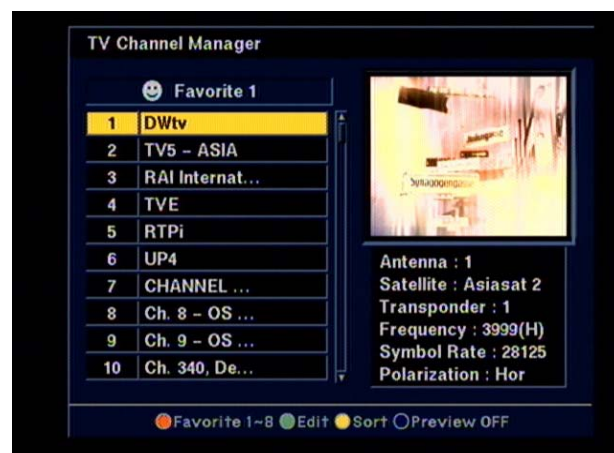 TV Channel Manager
Favorite 1
1 DWtv
2 TV5 – ASIA
3 RAI Internat...
4 TVE
5 RTPi
6 UP4
7 CHANNEL ...
8 Ch. 8 – OS ...
9 Ch. 9 – OS ...
10 Ch. 340, De...
Synagogengasse
Antenna : 1
Satellite : Asiasat 2
Transponder : 1
Frequency : 3999(H)
Symbol Rate : 28125
Polarization : Hor
Favorite 1~8 Edit Sort Preview OFF